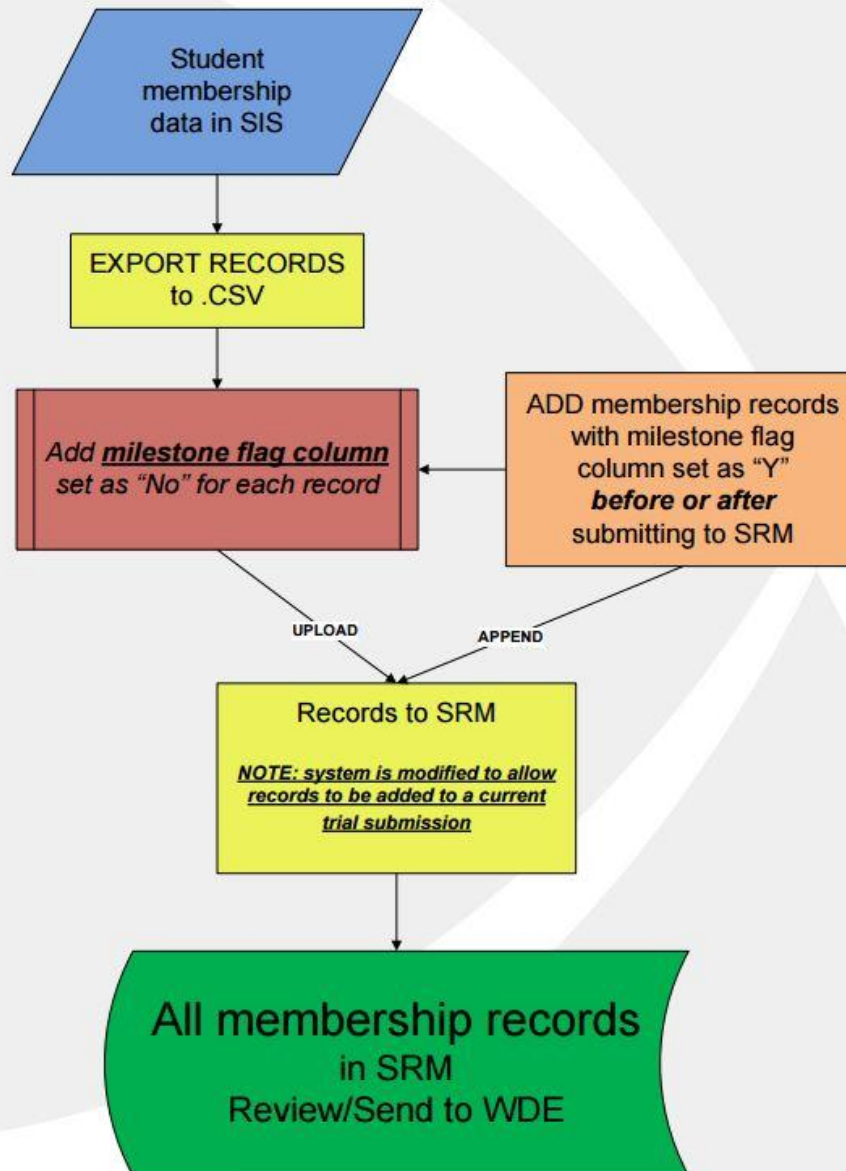 Student
membership
data in SIS
EXPORT RECORDS
to .CSV
Add milestone flag column
set as “No” for each record
ADD membership records
with milestone flag
column set as “Y”
before or after
submitting to SRM
UPLOAD
APPEND
Records to SRM
NOTE: system is modified to allow
records to be added to a current
trial submission
All membership records
in SRM
Review/Send to WDE